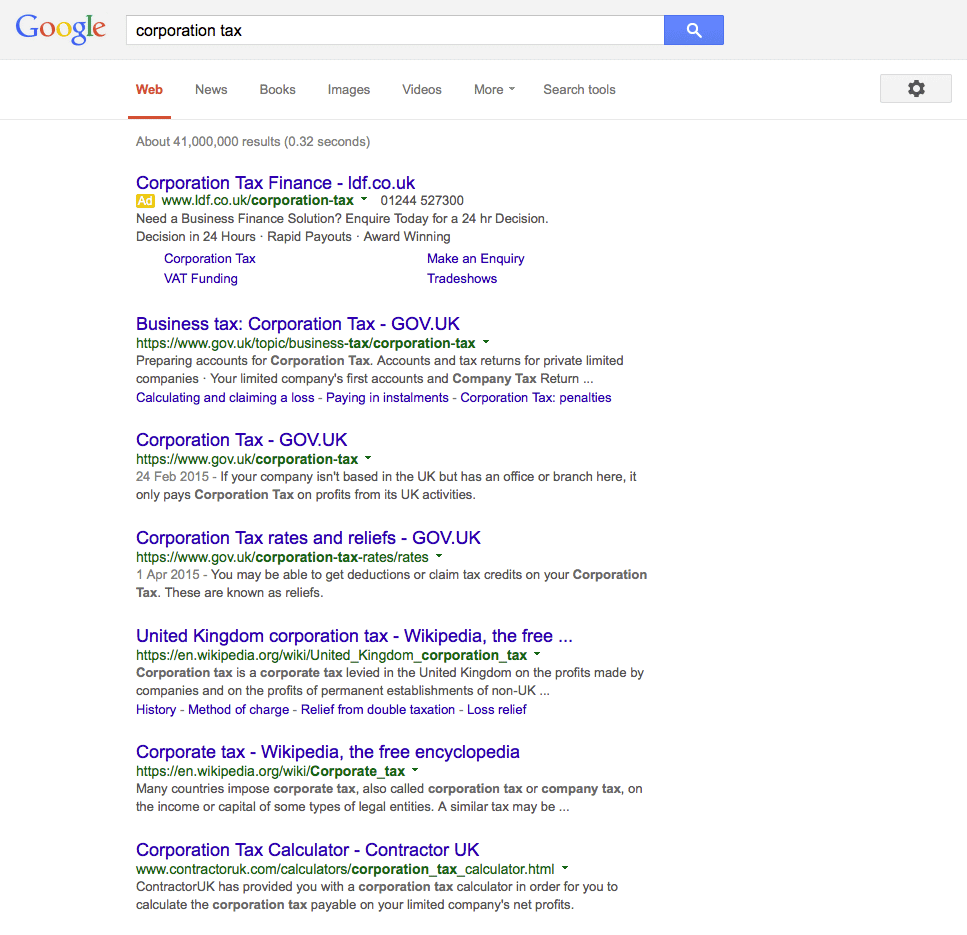 Google
corporation tax
Web News Books Images Videos More Search tools
About 41,000,000 results (0.32 seconds)
Corporation Tax Finance - ldf.co.uk
Ad www.ldf.co.uk/corporation-tax 01244 527300
Need a Business Finance Solution? Enquire Today for a 24 hr Decision.
Decision in 24 Hours · Rapid Payouts · Award Winning
Corporation Tax Make an Enquiry
VAT Funding Tradeshows
Business tax: Corporation Tax - GOV.UK
https://www.gov.uk/topic/business-tax/corporation-tax
Preparing accounts for Corporation Tax. Accounts and tax returns for private limited
companies · Your limited company's first accounts and Company Tax Return ...
Calculating and claiming a loss - Paying in instalments - Corporation Tax: penalties
Corporation Tax - GOV.UK
https://www.gov.uk/corporation-tax
24 Feb 2015 - If your company isn't based in the UK but has an office or branch here, it
only pays Corporation Tax on profits from its UK activities.
Corporation Tax rates and reliefs - GOV.UK
https://www.gov.uk/corporation-tax-rates/rates
1 Apr 2015 - You may be able to get deductions or claim tax credits on your Corporation
Tax. These are known as reliefs.
United Kingdom corporation tax - Wikipedia, the free ...
https://en.wikipedia.org/wiki/United_Kingdom_corporation_tax
Corporation tax is a corporate tax levied in the United Kingdom on the profits made by
companies and on the profits of permanent establishments of non-UK ...
History - Method of charge - Relief from double taxation - Loss relief
Corporate tax - Wikipedia, the free encyclopedia
https://en.wikipedia.org/wiki/Corporate_tax
Many countries impose corporate tax, also called corporation tax or company tax, on
the income or capital of some types of legal entities. A similar tax may be ...
Corporation Tax Calculator - Contractor UK
www.contractoruk.com/calculators/corporation_tax_calculator.html
ContractorUK has provided you with a corporation tax calculator in order for you to
calculate the corporation tax payable on your limited company's net profits.